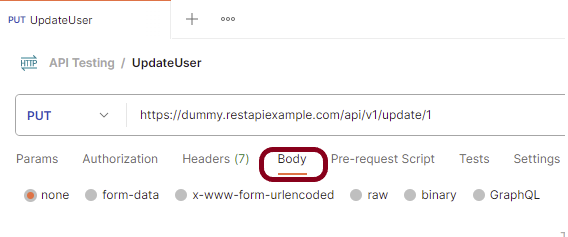 PUT UpdateUser
HTTP API Testing / UpdateUser
PUT https://dummy.restapiexample.com/api/v1/update/1
Params Authorization Headers (7) Body Pre-request Script Tests Settings
none form-data x-www-form-urlencoded raw binary GraphQL